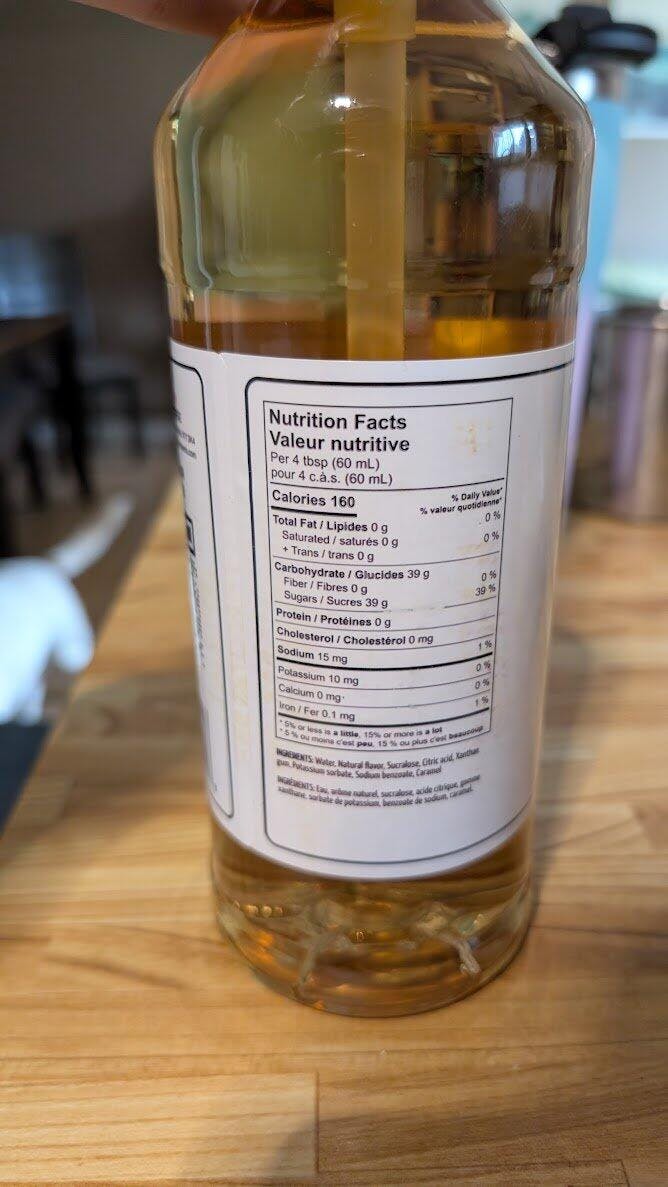 Nutrition Facts
Valeur nutritive
Per 4 tbsp (60 mL)
pour 4 c.à.s. (60 mL)
Calories 160
% Daily Value*
% valeur quotidienne*
Total Fat / Lipides 0 g 0 %
Saturated / saturés 0 g 0 %
+ Trans / trans 0 g
Carbohydrate / Glucides 39 g
Fiber / Fibres 0 g 0 %
Sugars / Sucres 39 g 39 %
Protein / Protéines 0 g
Cholesterol / Cholestérol 0 mg
Sodium 15 mg 1 %
Potassium 10 mg 0 %
Calcium 0 mg 0 %
Iron / Fer 0.1 mg 1 %
* 5% or less is a little, 15% or more is a lot
* 5 % ou moins c'est peu, 15 % ou plus c'est beaucoup
INGREDIENTS: Water, Natural flavor, Sucralose, Citric acid, Xanthan
gum, Potassium sorbate, Sodium benzoate, Caramel
INGRÉDIENTS: Eau, arôme naturel, sucralose, acide citrique, gomme
xanthane, sorbate de potassium, benzoate de sodium, caramel.